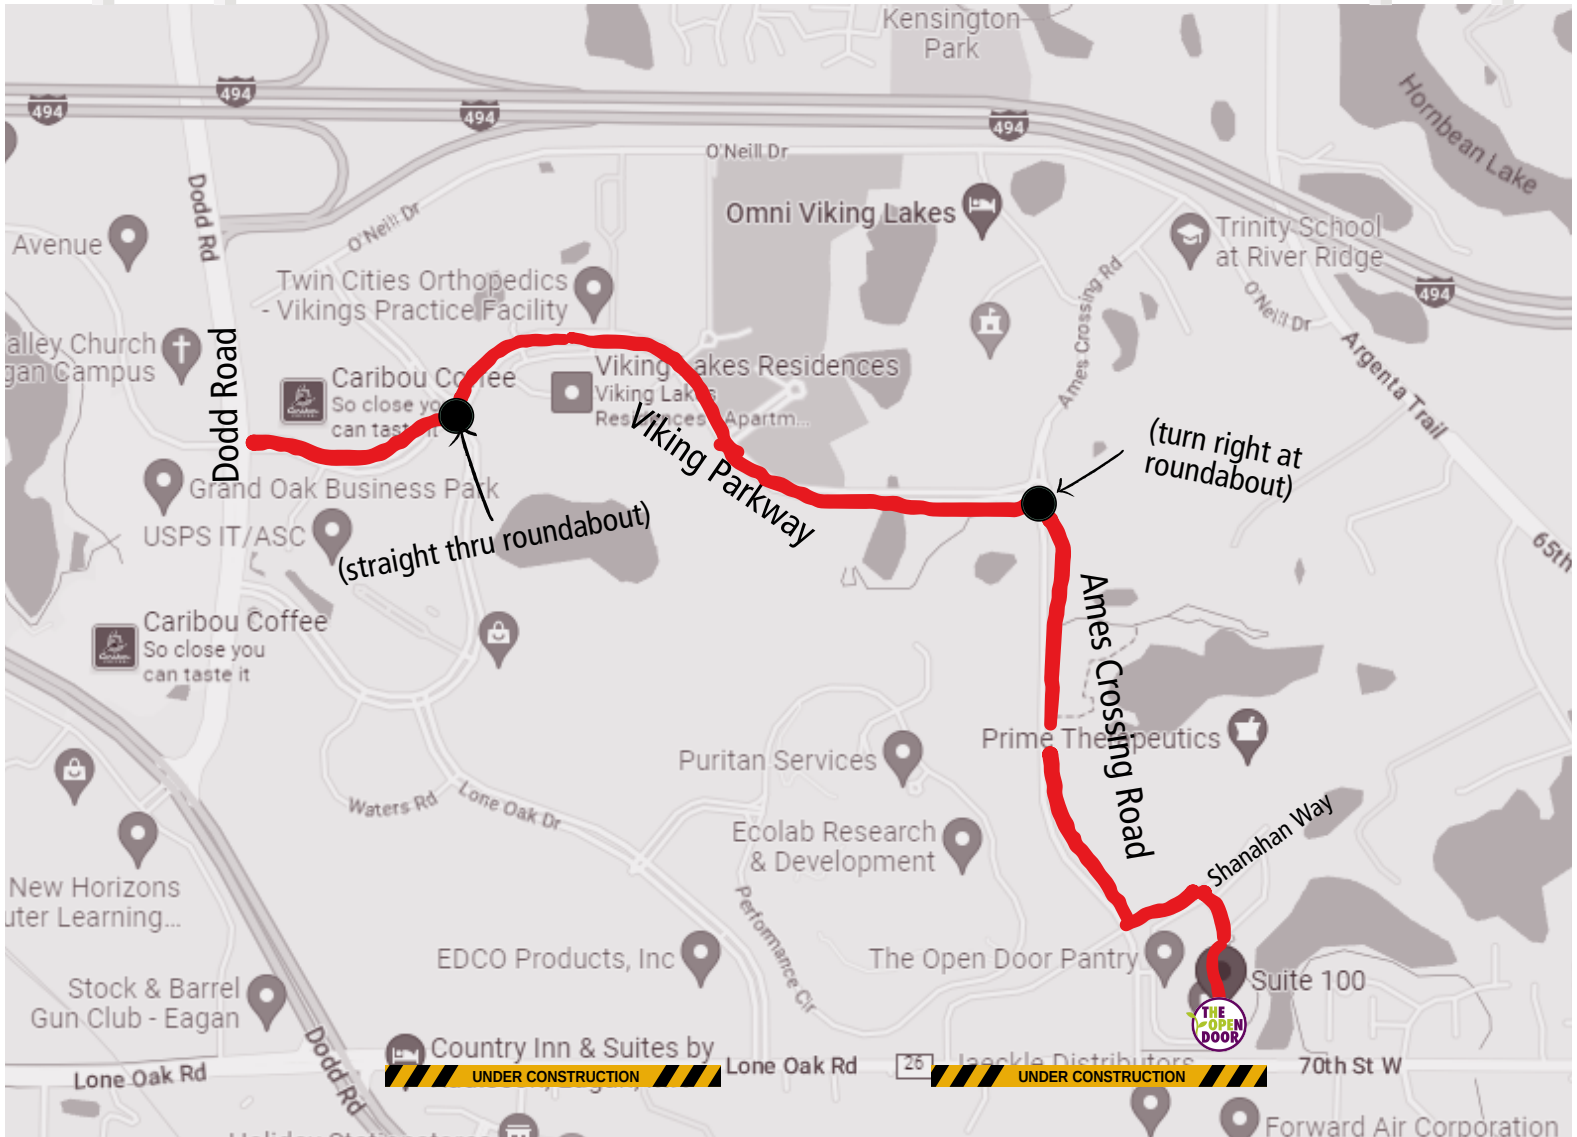 Kensington
Park
494
494
494
494
Hornbean Lake
O'Neill Dr
Dodd Rd
Omni Viking Lakes
Trinity School
at River Ridge
Avenue
O'Neill Dr
Twin Cities Orthopedics
- Vikings Practice Facility
Ames Crossing Rd
O'Neill Dr
494
alley Church
gan Campus
Dodd Road
Caribou Coffee
So close you
can taste it
Viking Lakes Residences
Viking Lakes
Residences Apartm...
Argenta Trail
Viking Parkway
(turn right at
roundabout)
Grand Oak Business Park
USPS IT/ASC
(straight thru roundabout)
65th
Caribou Coffee
So close you
can taste it
Ames Crossing Road
Prime Therapeutics
Puritan Services
Waters Rd
Lone Oak Dr
Shanahan Way
Ecolab Research
& Development
New Horizons
uter Learning...
Performance Cir
EDCO Products, Inc
The Open Door Pantry
Suite 100
Stock & Barrel
Gun Club - Eagan
THE
OPEN
DOOR
Dodd Rd
Country Inn & Suites by
Lone Oak Rd
Lone Oak Rd
26
Jaeckle Distributors
70th St W
UNDER CONSTRUCTION
UNDER CONSTRUCTION
Forward Air Corporation